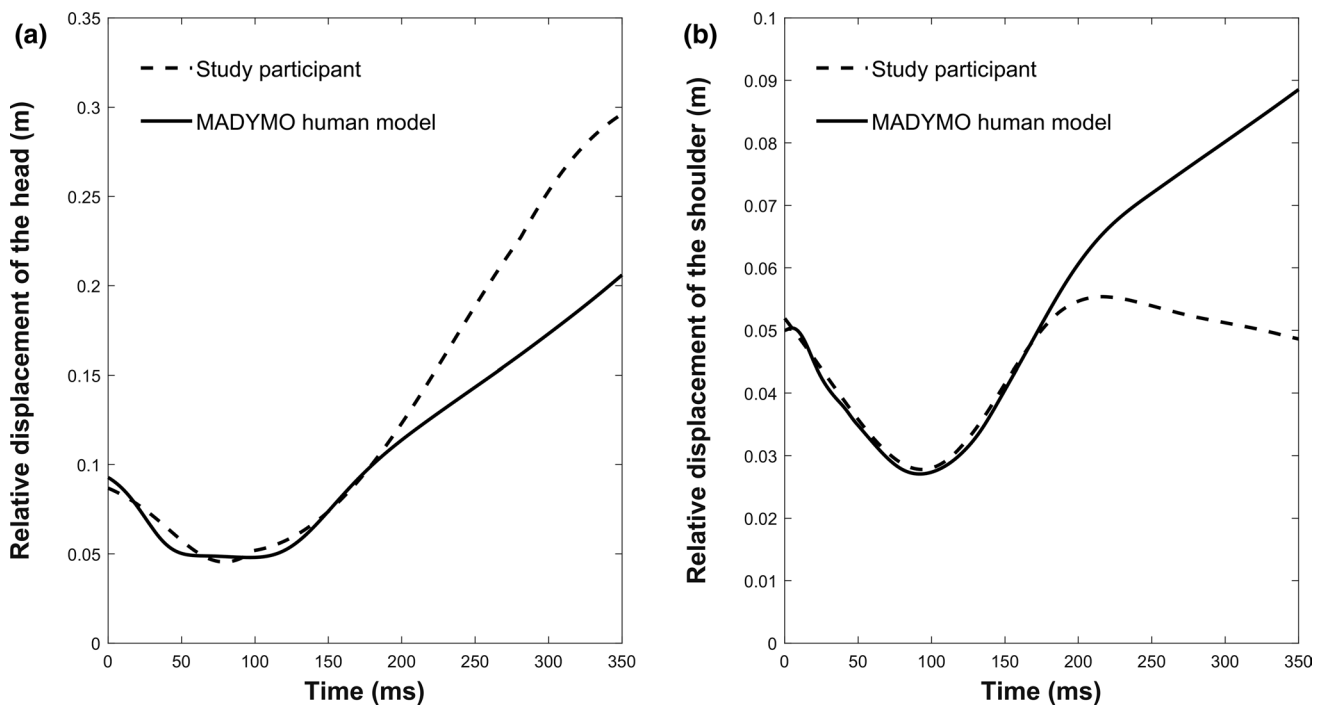 (a)
Relative displacement of the head (m)
0.35
0.3
0.25
0.2
0.15
0.1
0.05
0
Study participant
MADYMO human model
0 50 100 150 200 250 300 350
Time (ms)
(b)
Relative displacement of the shoulder (m)
0.1
0.09
0.08
0.07
0.06
0.05
0.04
0.03
0.02
0.01
0
Study participant
MADYMO human model
0 50 100 150 200 250 300 350
Time (ms)